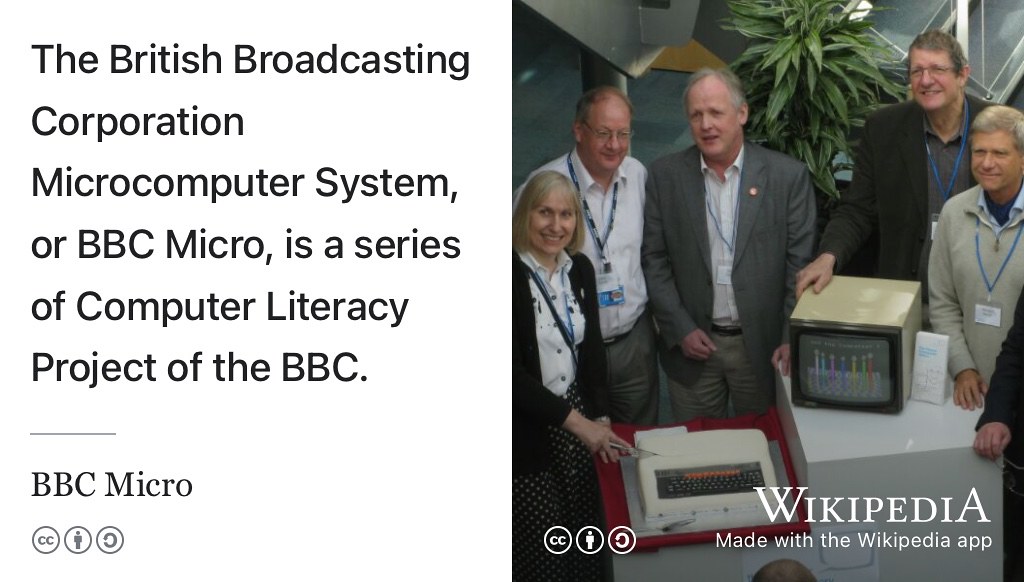 The British Broadcasting
Corporation
Microcomputer System,
or BBC Micro, is a series
of Computer Literacy
Project of the BBC.
BBC Micro
WIKIPEDIA
Made with the Wikipedia app